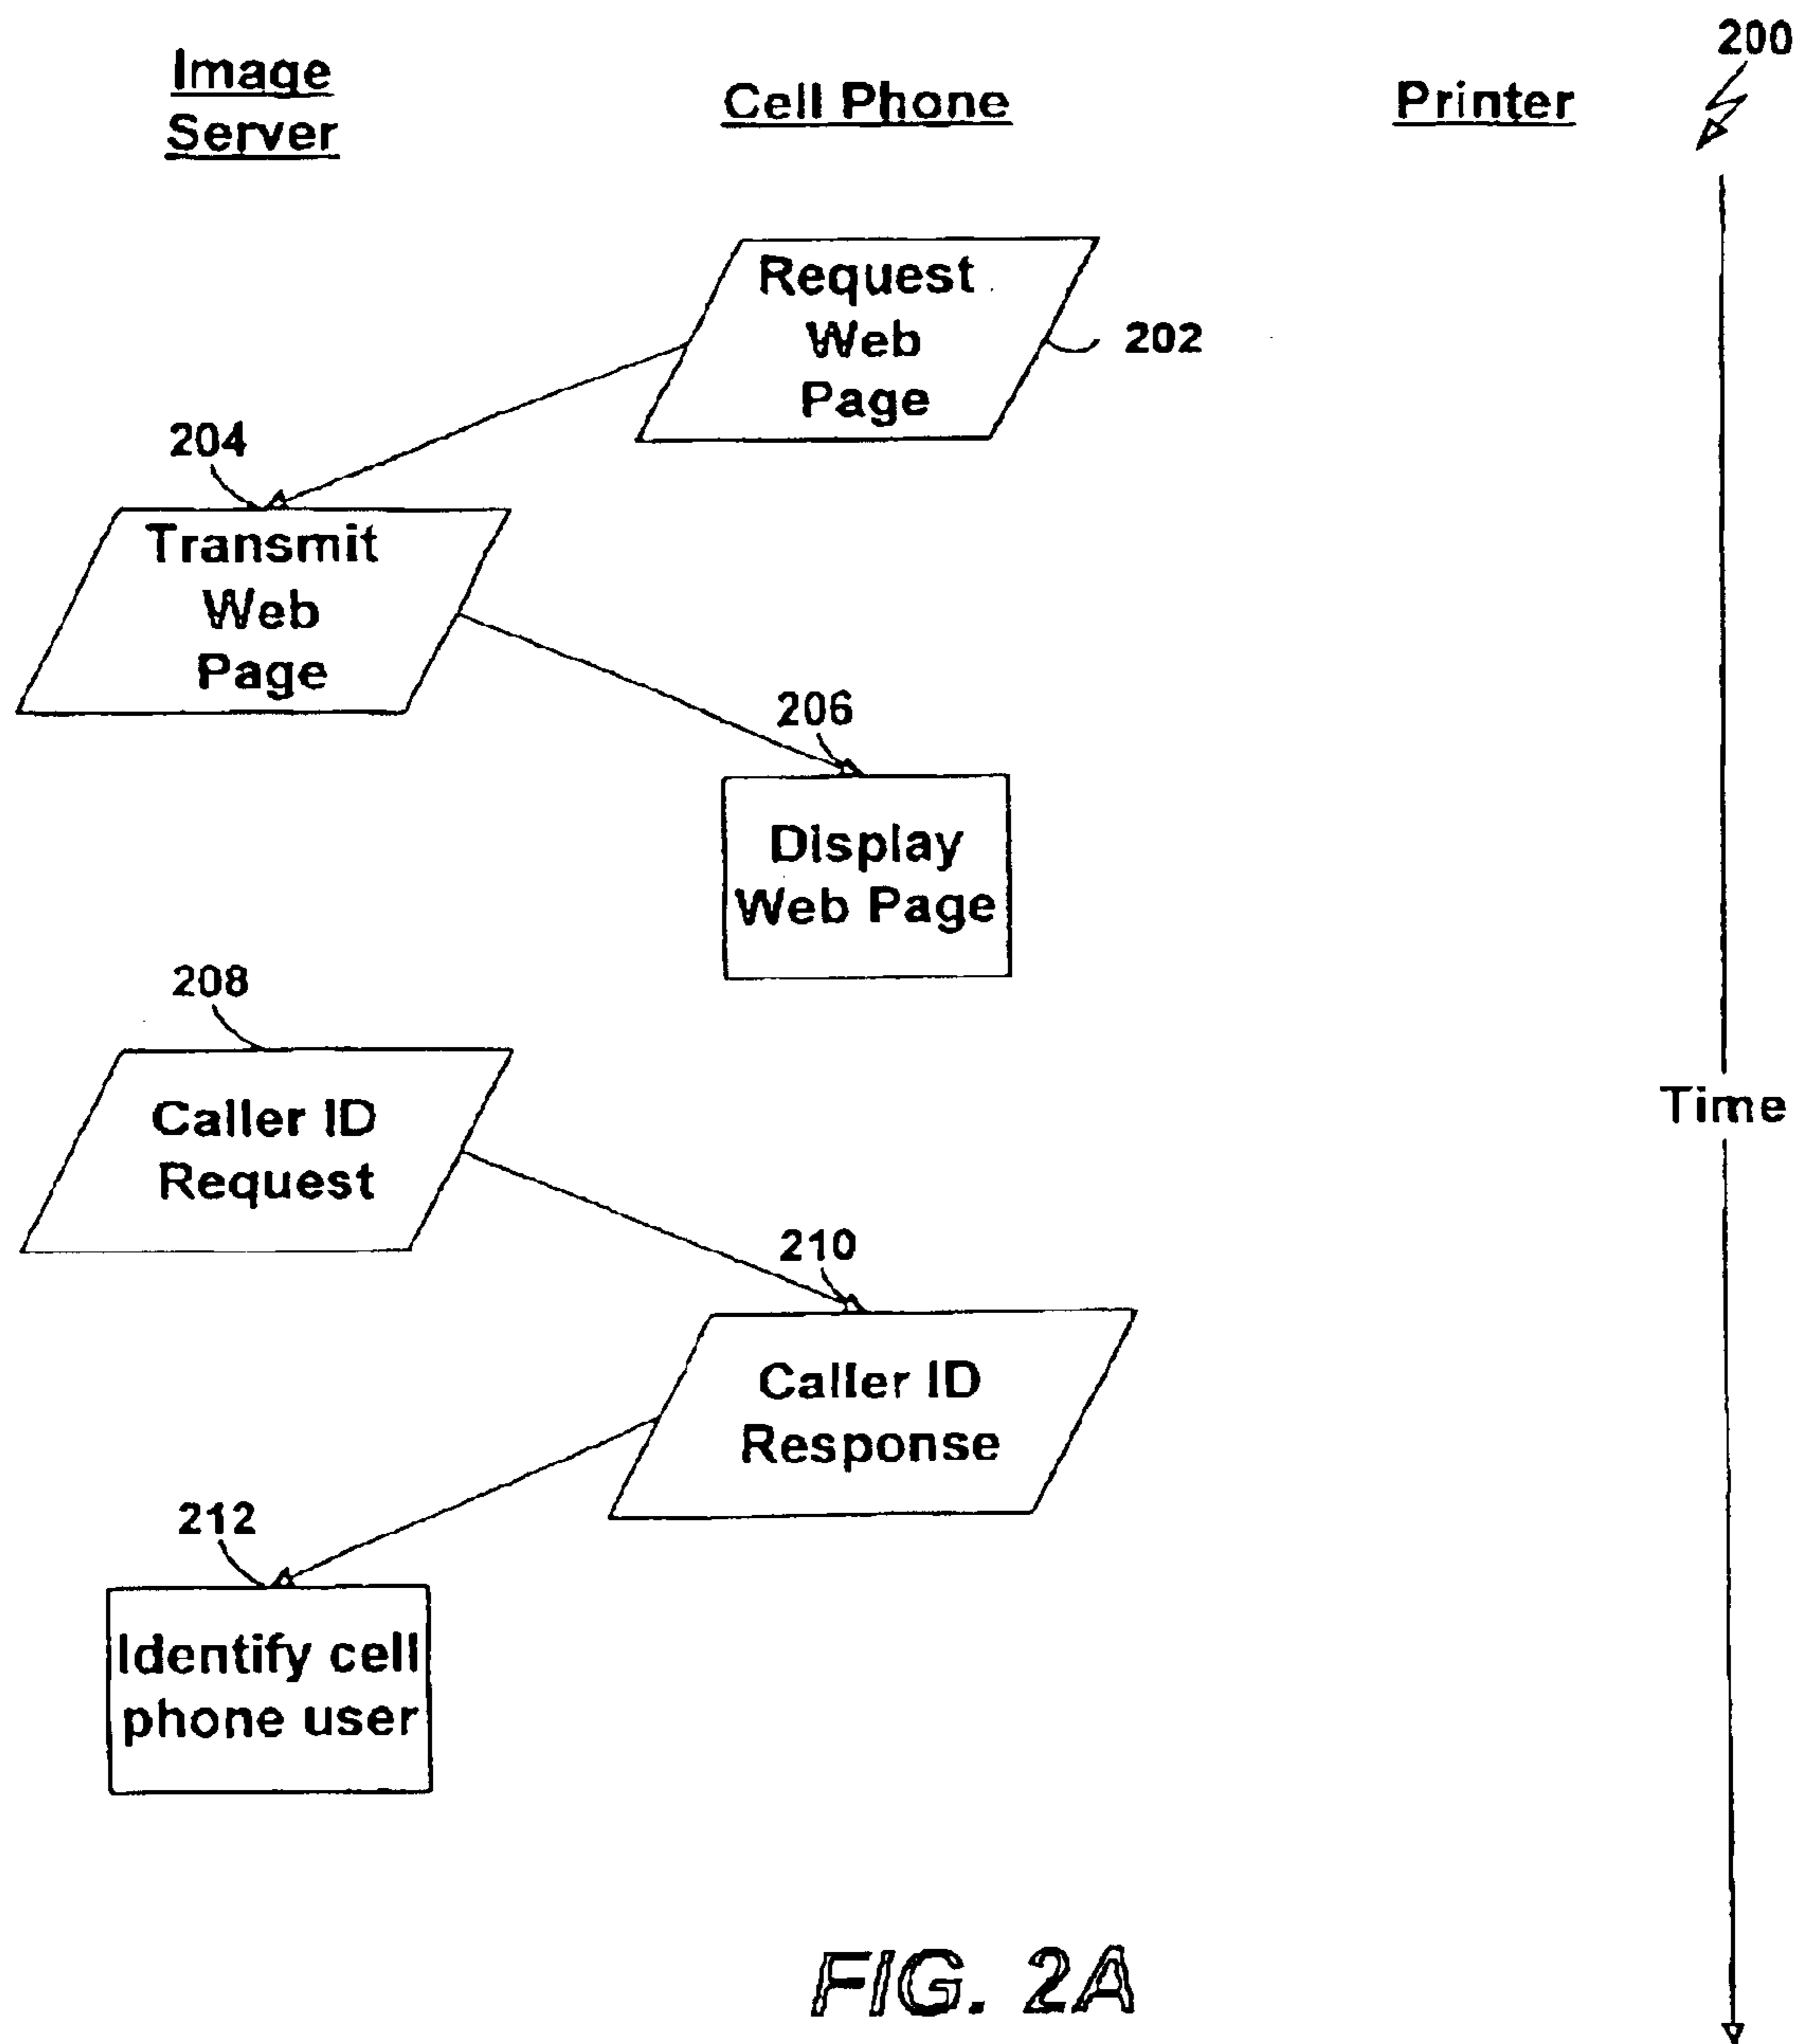 200
Image
Server
Cell Phone
Printer
Request
Web
Page
202
204
Transmit
Web
Page
206
Display
Web Page
208
Caller ID
Request
Time
210
Caller ID
Response
212
Identify cell
phone user
FIG. 2A